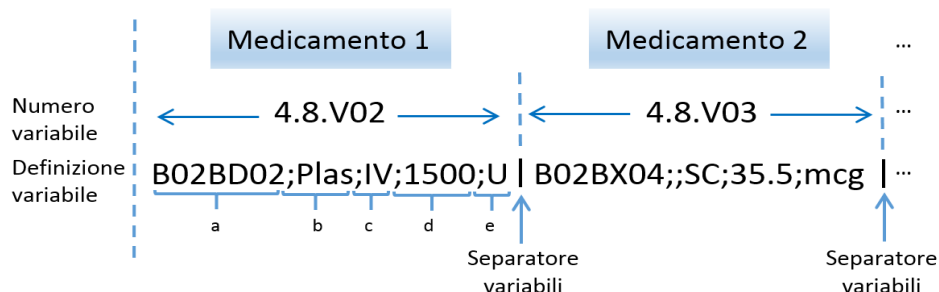 Medicamento 1 Medicamento 2 ...
Numero variabile 4.8.V02 4.8.V03 ...
Definizione variabile B02BD02;Plas;IV;1500;U | B02BX04;;SC;35.5;mcg | ...
a b c d e
Separatore variabili Separatore variabili